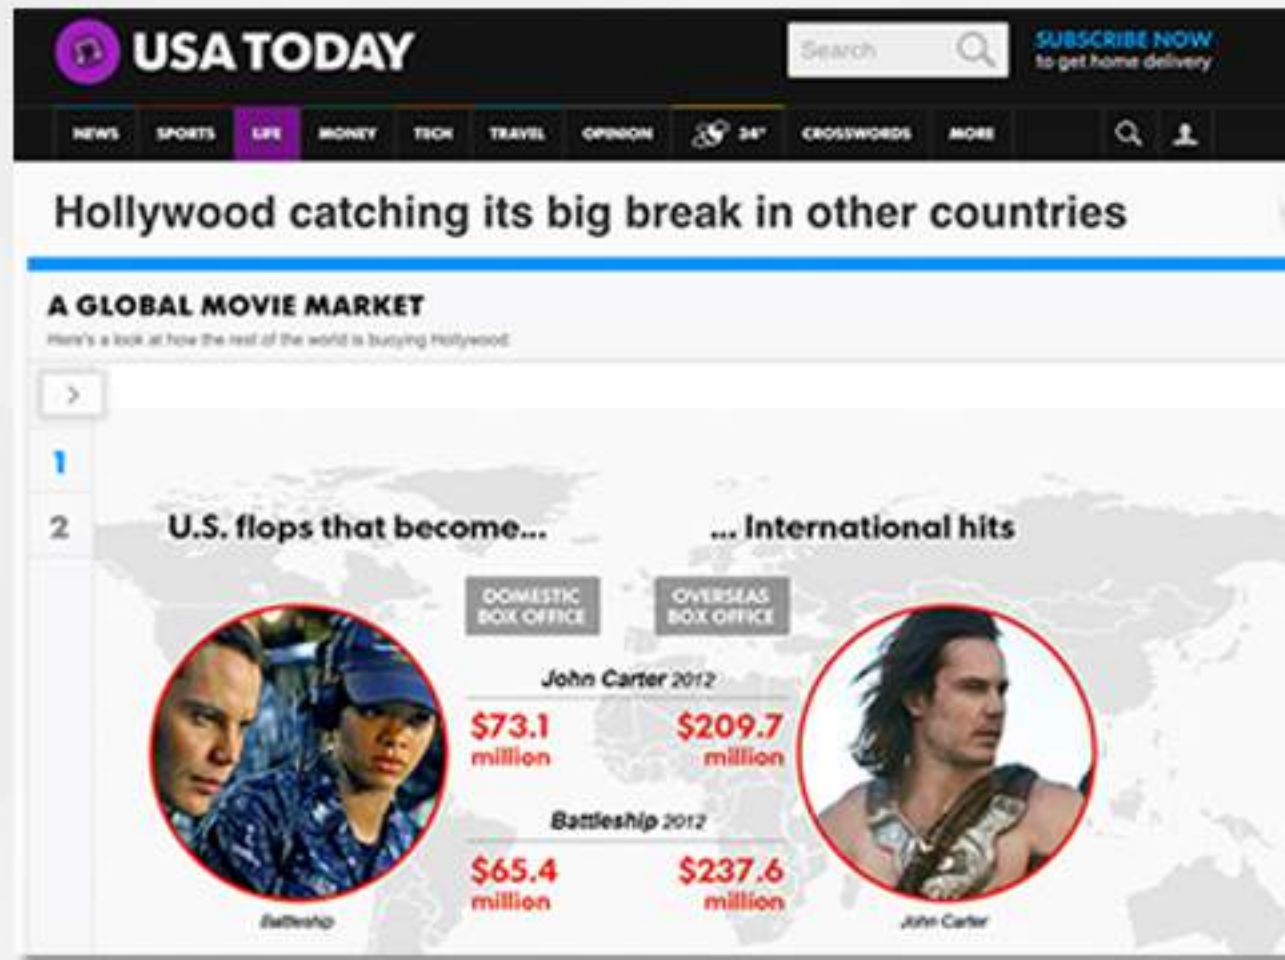 USA TODAY
Search
SUBSCRIBE NOW
to get home delivery
NEWS SPORTS LIFE MONEY TECH TRAVEL OPINION 34° CROSSWORDS MORE
Hollywood catching its big break in other countries
A GLOBAL MOVIE MARKET
Here's a look at how the rest of the world is buoying Hollywood
>
1
2
U.S. flops that become...
... International hits
DOMESTIC
BOX OFFICE
OVERSEAS
BOX OFFICE
John Carter 2012
$73.1
million
$209.7
million
Battleship 2012
$65.4
million
$237.6
million
Battleship
John Carter